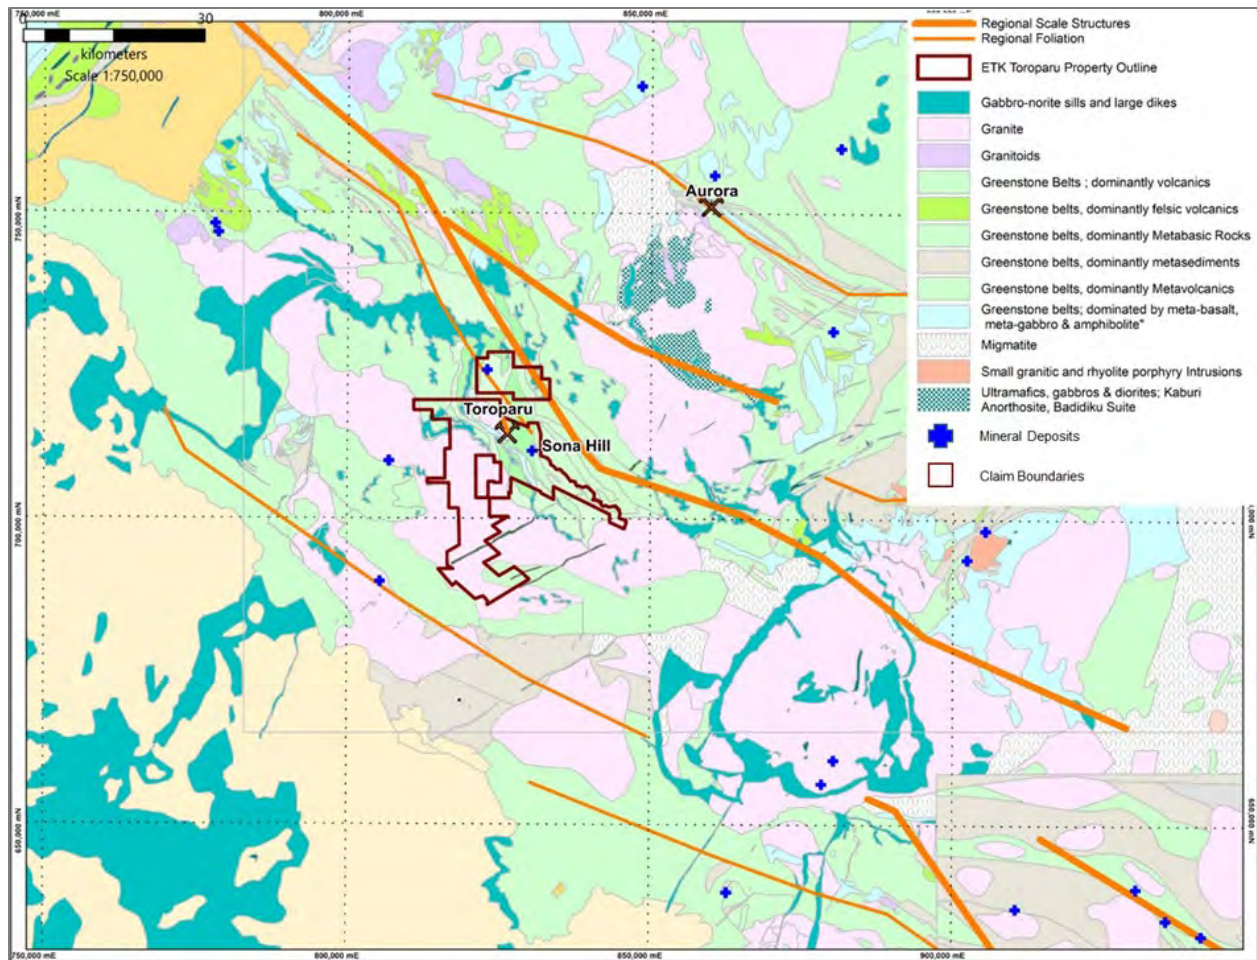 750,000 mE
800,000 mE
850,000 mE
0
30
kilometers
Scale 1:750,000
Regional Scale Structures
Regional Foliation
ETK Toroparu Property Outline
Gabbro-norite sills and large dikes
Granite
Granitoids
Greenstone Belts ; dominantly volcanics
Greenstone belts, dominantly felsic volcanics
Greenstone belts, dominantly Metabasic Rocks
Greenstone belts, dominantly metasediments
Greenstone belts, dominantly Metavolcanics
Greenstone belts; dominated by meta-basalt,
meta-gabbro & amphibolite"
Migmatite
Small granitic and rhyolite porphyry Intrusions
Ultramafics, gabbros & diorites; Kaburi
Anorthosite, Badidiku Suite
Mineral Deposits
Claim Boundaries
Aurora
Toroparu
Sona Hill
750,000 mN
700,000 mN
650,000 mN
650,000 mN
750,000 mE
800,000 mE
850,000 mE
900,000 mE